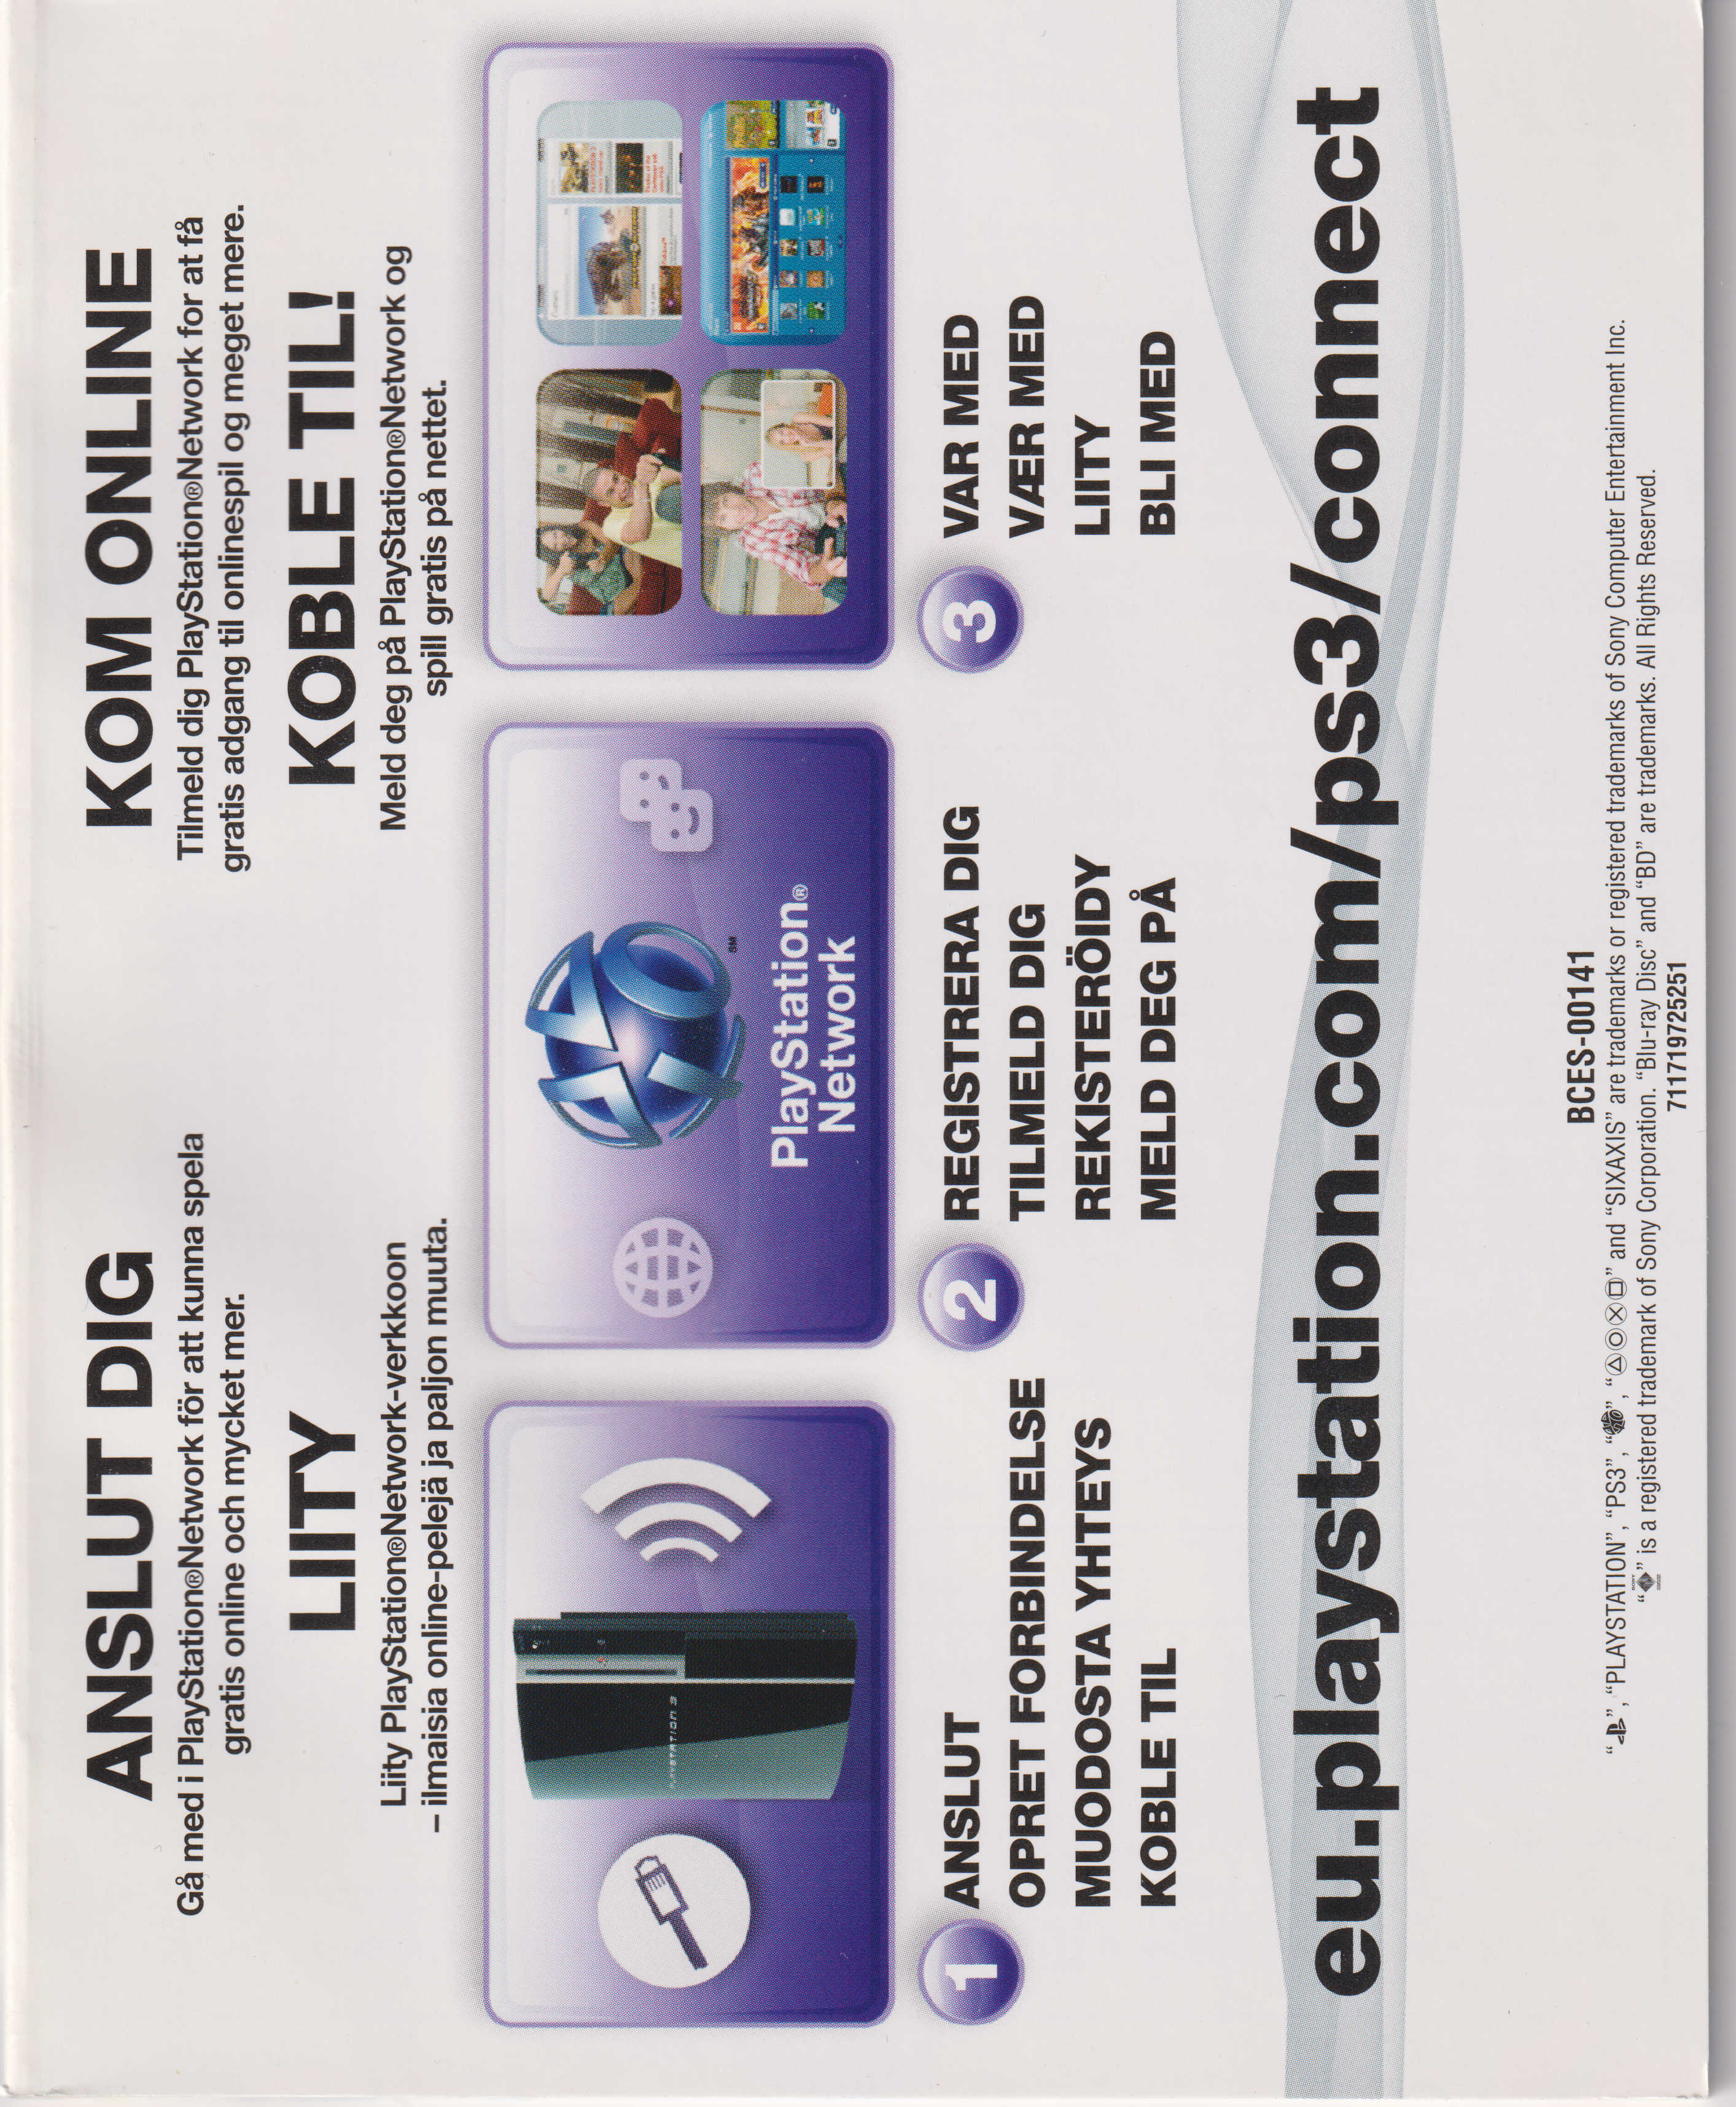 ANSLUT DIG
Gå med i PlayStation®Network för att kunna spela
gratis online och mycket mer.
KOM ONLINE
Tilmeld dig PlayStation®Network for at få
gratis adgang til onlinespil og meget mere.
LIITY
Liity PlayStation®Network-verkkoon
– ilmaisia online-pelejä ja paljon muuta.
KOBLE TIL!
Meld deg på PlayStation®Network og
spill gratis på nettet.
PLAYSTATION 3
PlayStation®
Network
SM
1
ANSLUT
OPRET FORBINDELSE
MUODOSTA YHTEYS
KOBLE TIL
2
REGISTRERA DIG
TILMELD DIG
REKISTERÖIDY
MELD DEG PÅ
3
VAR MED
VÆR MED
LIITY
BLI MED
eu.playstation.com/ps3/connect
BCES-00141
“ ”, “PLAYSTATION”, “PS3”, “ ”, “△○✕□” and “SIXAXIS” are trademarks or registered trademarks of Sony Computer Entertainment Inc.
“ ” is a registered trademark of Sony Corporation. “Blu-ray Disc” and “BD” are trademarks. All Rights Reserved.
711719725251